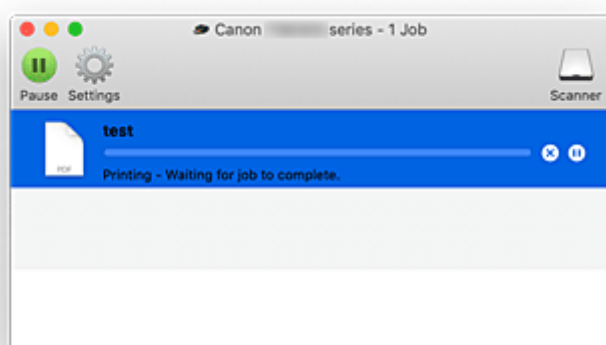 Canon series - 1 Job
Pause Settings
Scanner
test
PDF
Printing - Waiting for job to complete.